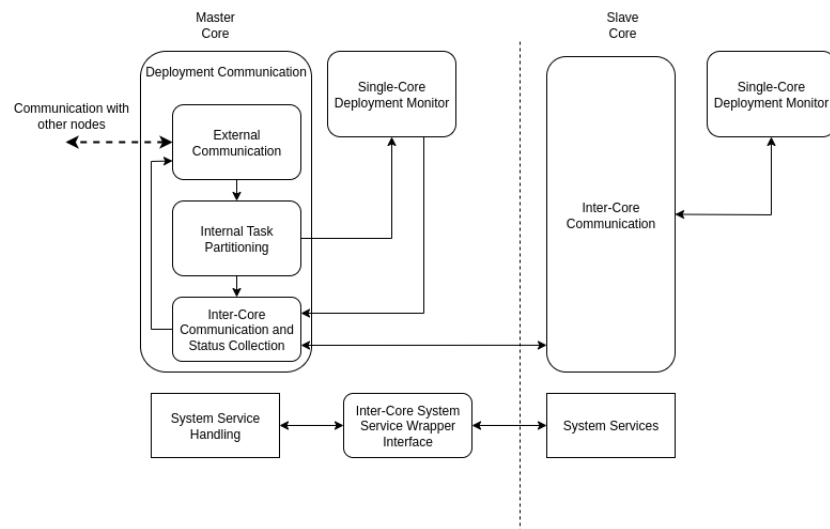 Master
Core
Slave
Core
Deployment Communication
Single-Core
Deployment Monitor
Single-Core
Deployment Monitor
Communication with
other nodes
External
Communication
Internal Task
Partitioning
Inter-Core
Communication
Inter-Core
Communication and
Status Collection
System Service
Handling
Inter-Core System
Service Wrapper
Interface
System Services